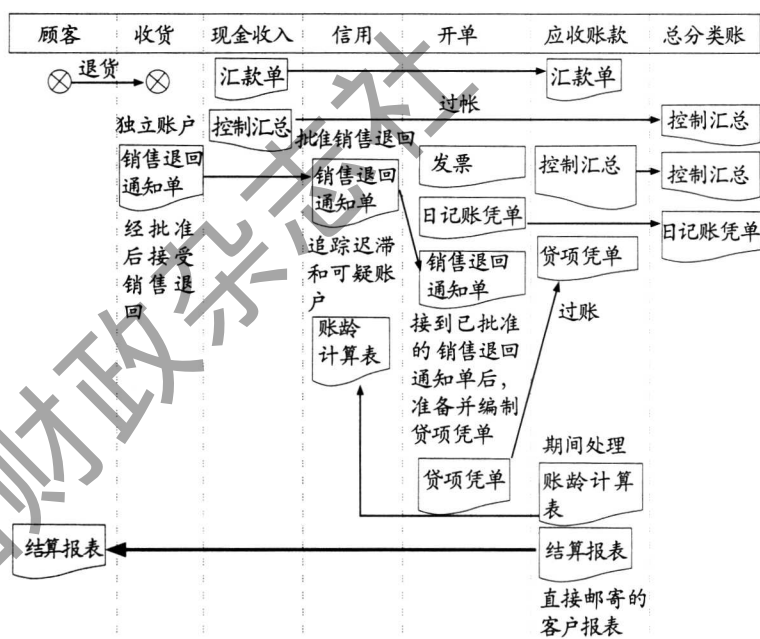 顾客 收货 现金收入 信用 开单 应收账款 总分类账
退货
汇款单
汇款单
过帐
独立账户
控制汇总
控制汇总
批准销售退回
销售退回
通知单
销售退回
通知单
发票
控制汇总
控制汇总
日记账凭单
日记账凭单
经批准
后接受
销售退
回
追踪迟滞
和可疑账
户
销售退回
通知单
贷项凭单
过账
账龄
计算表
接到已批准
的销售退回
通知单后，
准备并编制
贷项凭单
期间处理
贷项凭单
账龄计算
表
结算报表
结算报表
直接邮寄的
客户报表
财政杂志社